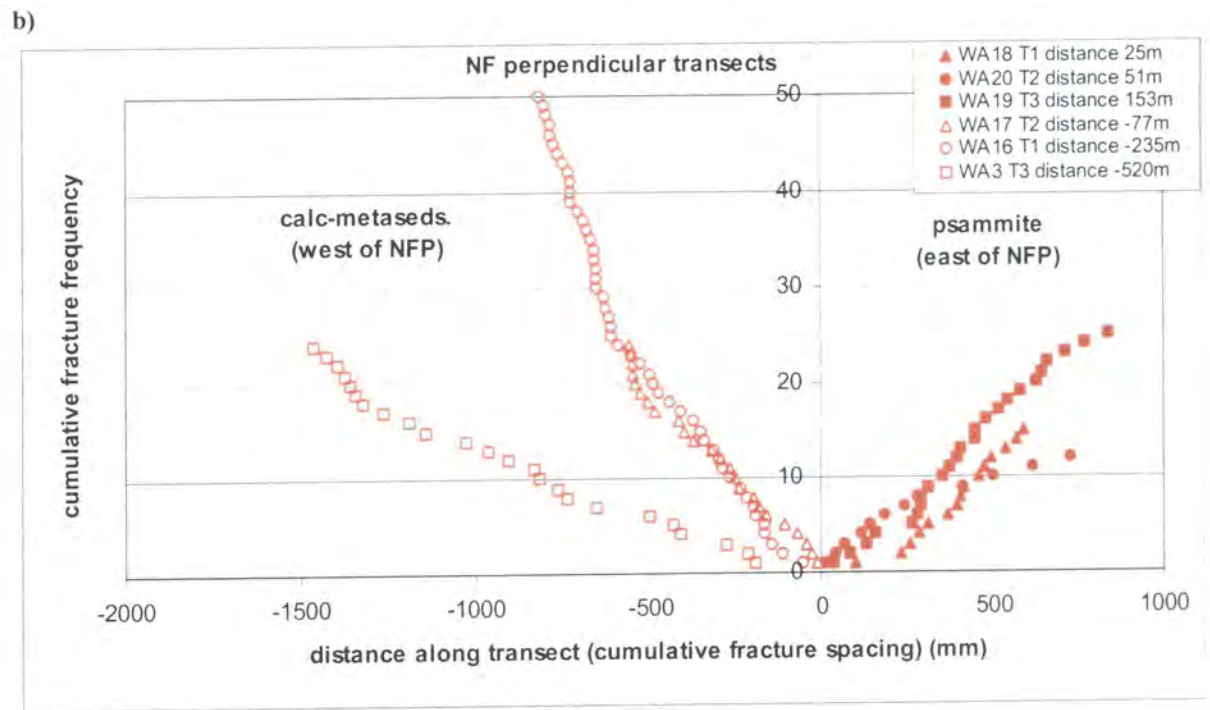 b)
NF perpendicular transects
WA18 T1 distance 25m
WA20 T2 distance 51m
WA19 T3 distance 153m
WA17 T2 distance -77m
WA16 T1 distance -235m
WA3 T3 distance -520m
50
40
30
20
10
0
cumulative fracture frequency
calc-metaseds.
(west of NFP)
psammite
(east of NFP)
-2000
-1500
-1000
-500
0
500
1000
distance along transect (cumulative fracture spacing) (mm)